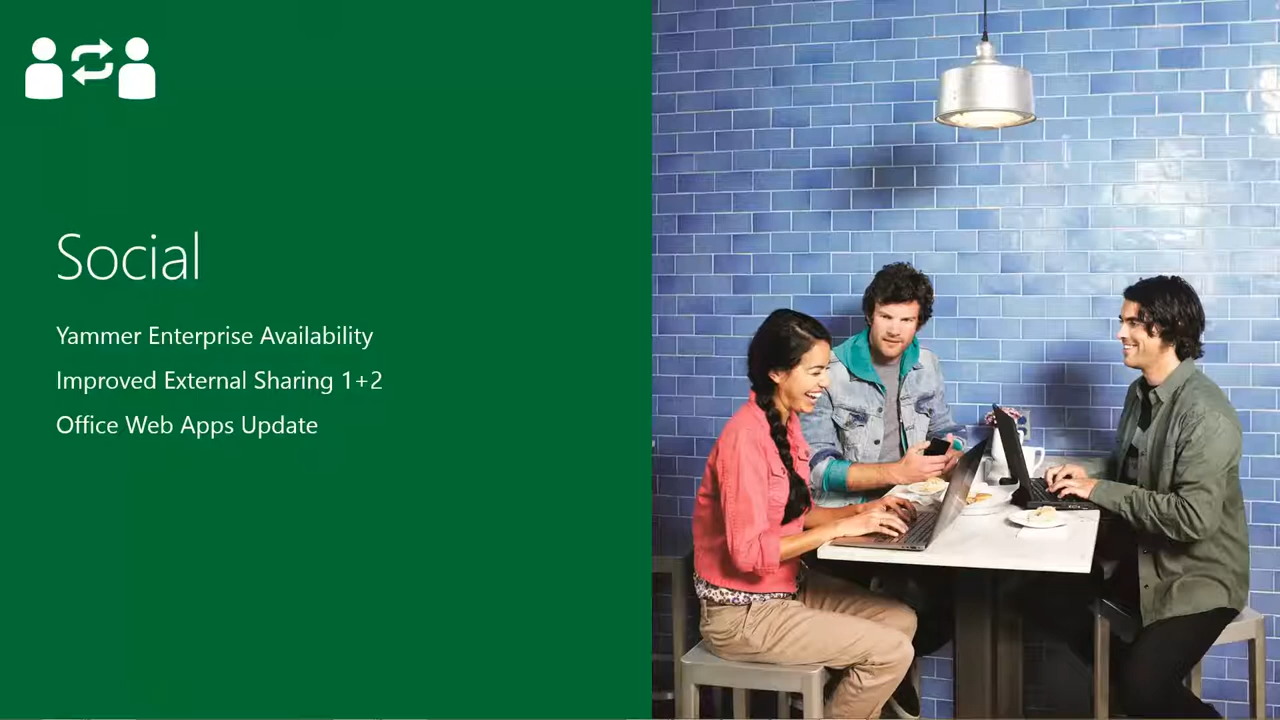 Social
Yammer Enterprise Availability
Improved External Sharing 1+2
Office Web Apps Update